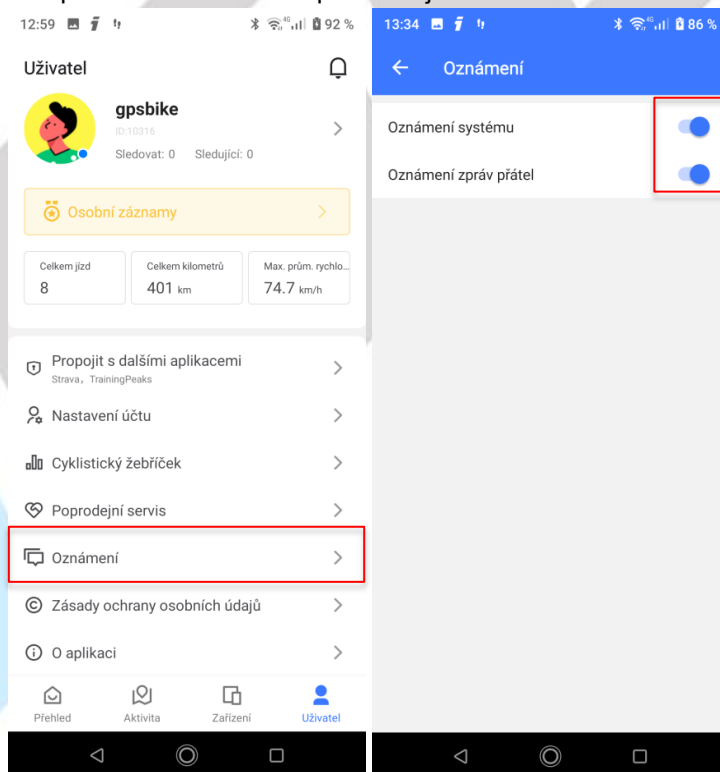 12:59
92 %
Uživatel
gpsbike
ID:10316
Sledovat: 0 Sledující: 0
Osobní záznamy
Celkem jízd
8
Celkem kilometrů
401 km
Max. prům. rychlo...
74.7 km/h
Propojit s dalšími aplikacemi
Strava, TrainingPeaks
Nastavení účtu
Cyklistický žebříček
Poprodejní servis
Oznámení
Zásady ochrany osobních údajů
O aplikaci
Přehled
Aktivita
Zařízení
Uživatel
13:34
4G
86 %
Oznámení
Oznámení systému
Oznámení zpráv přátel